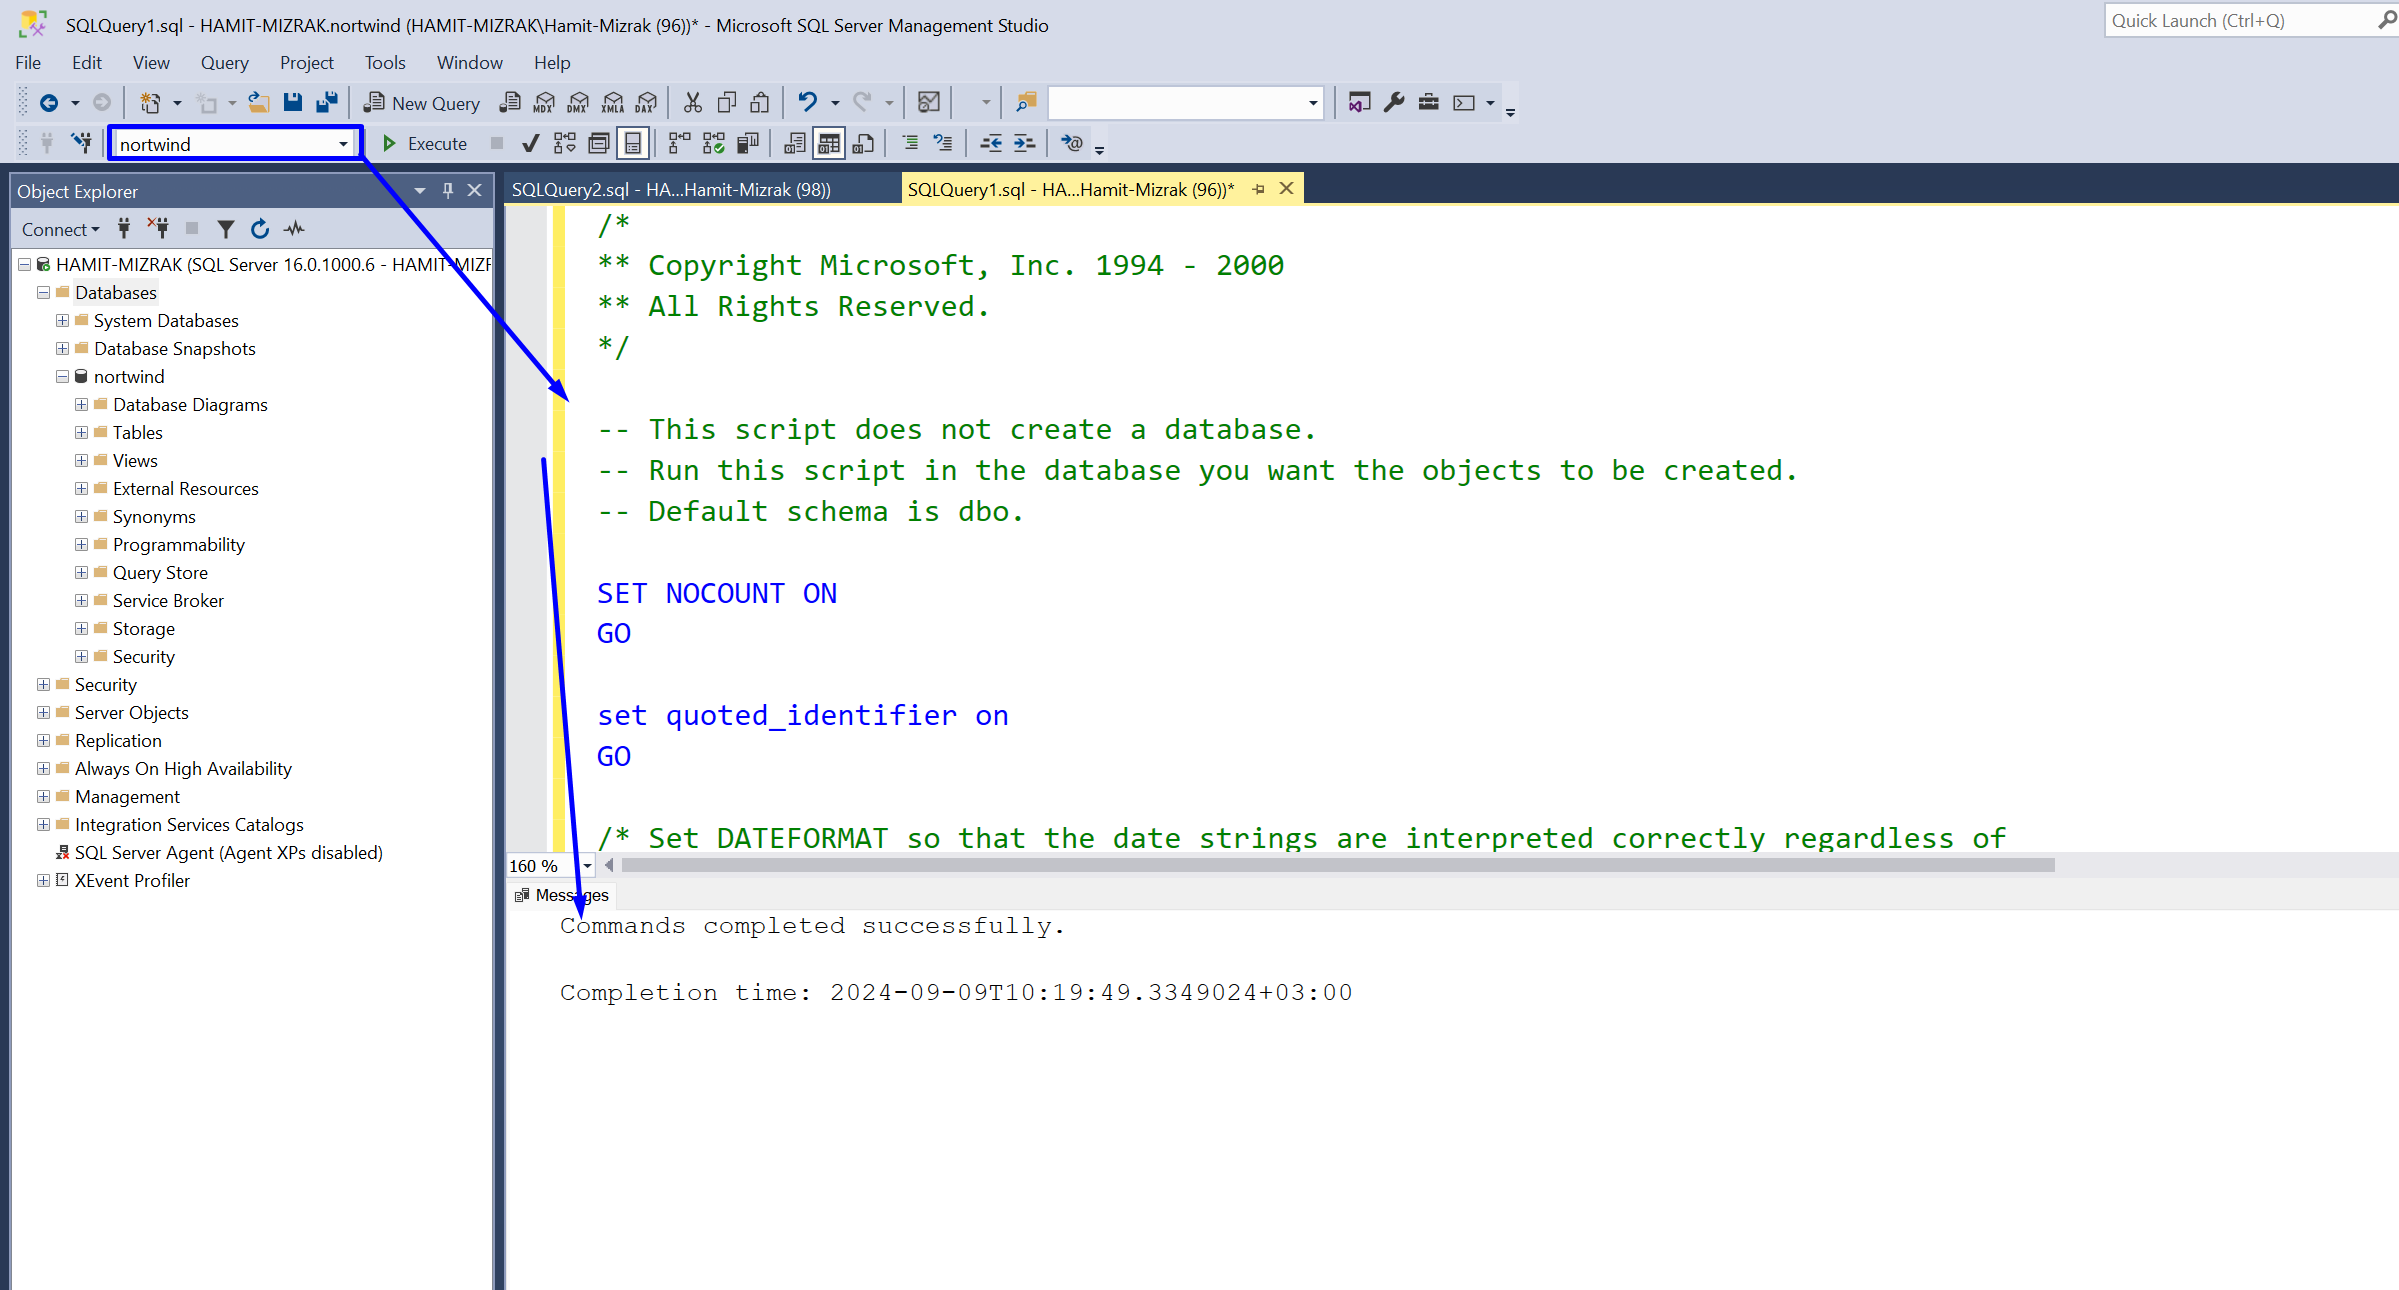 SQLQuery1.sql - HAMIT-MIZRAK.nortwind (HAMIT-MIZRAK\Hamit-Mizrak (96))* - Microsoft SQL Server Management Studio
Quick Launch (Ctrl+Q)
File Edit View Query Project Tools Window Help
New Query MDX DMX XMLA DAX
nortwind Execute
Object Explorer
SQLQuery2.sql - HA...Hamit-Mizrak (98))
SQLQuery1.sql - HA...Hamit-Mizrak (96))*
Connect
HAMIT-MIZRAK (SQL Server 16.0.1000.6 - HAMIT-MIZR
Databases
System Databases
Database Snapshots
nortwind
Database Diagrams
Tables
Views
External Resources
Synonyms
Programmability
Query Store
Service Broker
Storage
Security
Security
Server Objects
Replication
Always On High Availability
Management
Integration Services Catalogs
SQL Server Agent (Agent XPs disabled)
XEvent Profiler
/*
** Copyright Microsoft, Inc. 1994 - 2000
** All Rights Reserved.
*/
-- This script does not create a database.
-- Run this script in the database you want the objects to be created.
-- Default schema is dbo.
SET NOCOUNT ON
GO
set quoted_identifier on
GO
/* Set DATEFORMAT so that the date strings are interpreted correctly regardless of
160 %
Messages
Commands completed successfully.
Completion time: 2024-09-09T10:19:49.3349024+03:00